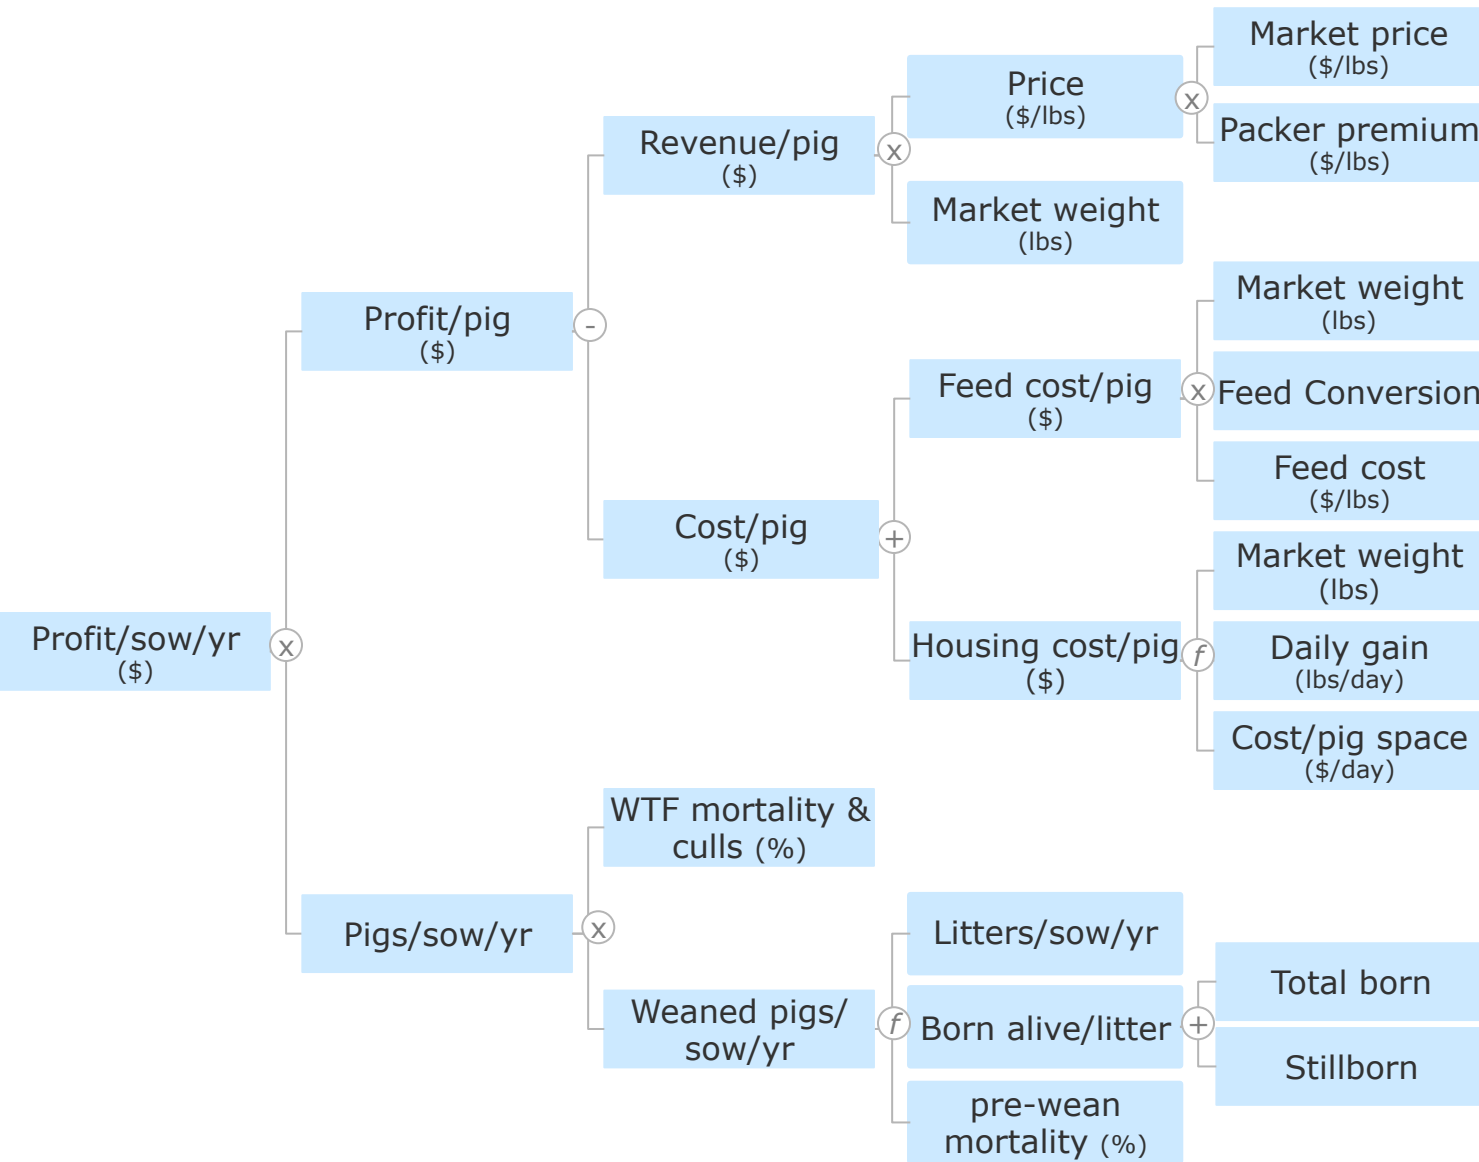 Market price
($/lbs)
Price
($/lbs)
x
Packer premium
($/lbs)
Revenue/pig
($)
x
Market weight
(lbs)
Market weight
(lbs)
Profit/pig
($)
-
Feed cost/pig
($)
x
Feed Conversion
Feed cost
($/lbs)
Cost/pig
($)
+
Market weight
(lbs)
Profit/sow/yr
($)
x
Housing cost/pig
($)
f
Daily gain
(lbs/day)
Cost/pig space
($/day)
WTF mortality &
culls (%)
Pigs/sow/yr
x
Litters/sow/yr
Weaned pigs/
sow/yr
f
Born alive/litter
+
Total born
Stillborn
pre-wean
mortality (%)